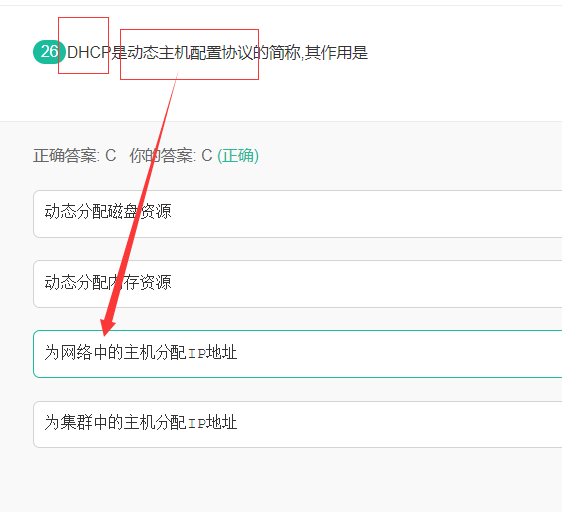 26 DHCP是动态主机配置协议的简称,其作用是
正确答案: C 你的答案: C (正确)
动态分配磁盘资源
动态分配内存资源
为网络中的主机分配IP地址
为集群中的主机分配IP地址